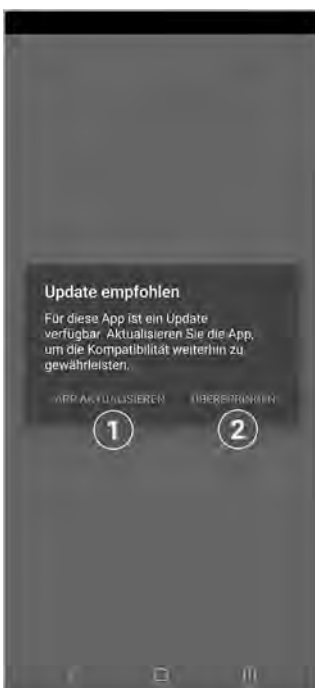 Update empfohlen
Für diese App ist ein Update
verfügbar. Aktualisieren Sie die App,
um die Kompatibilität weiterhin zu
gewährleisten.
APP AKTUALISIEREN ÜBERSPRINGEN
1 2